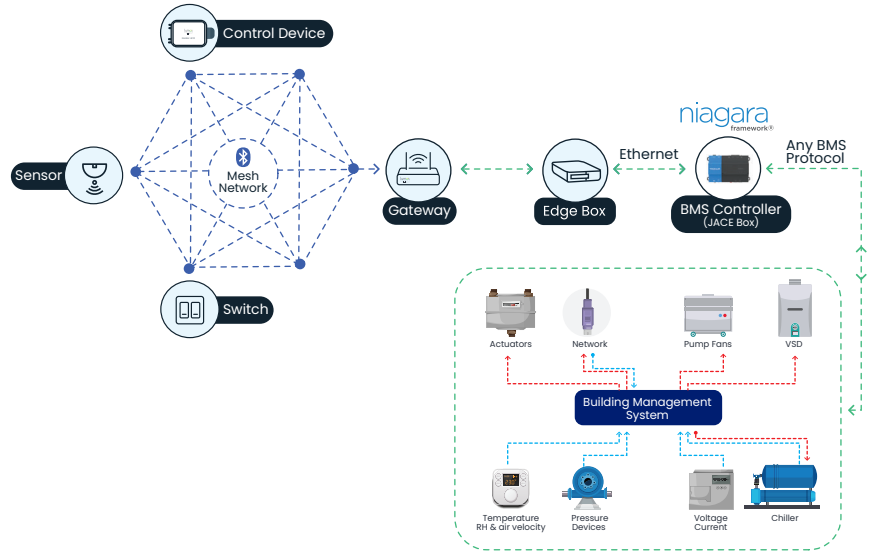 Control Device
Sensor
Mesh
Network
Switch
Gateway
Edge Box
Ethernet
niagara
framework®
BMS Controller
(JACE Box)
Any BMS
Protocol
Actuators
Network
Pump Fans
VSD
Building Management
System
Temperature
RH & air velocity
Pressure
Devices
Voltage
Current
Chiller